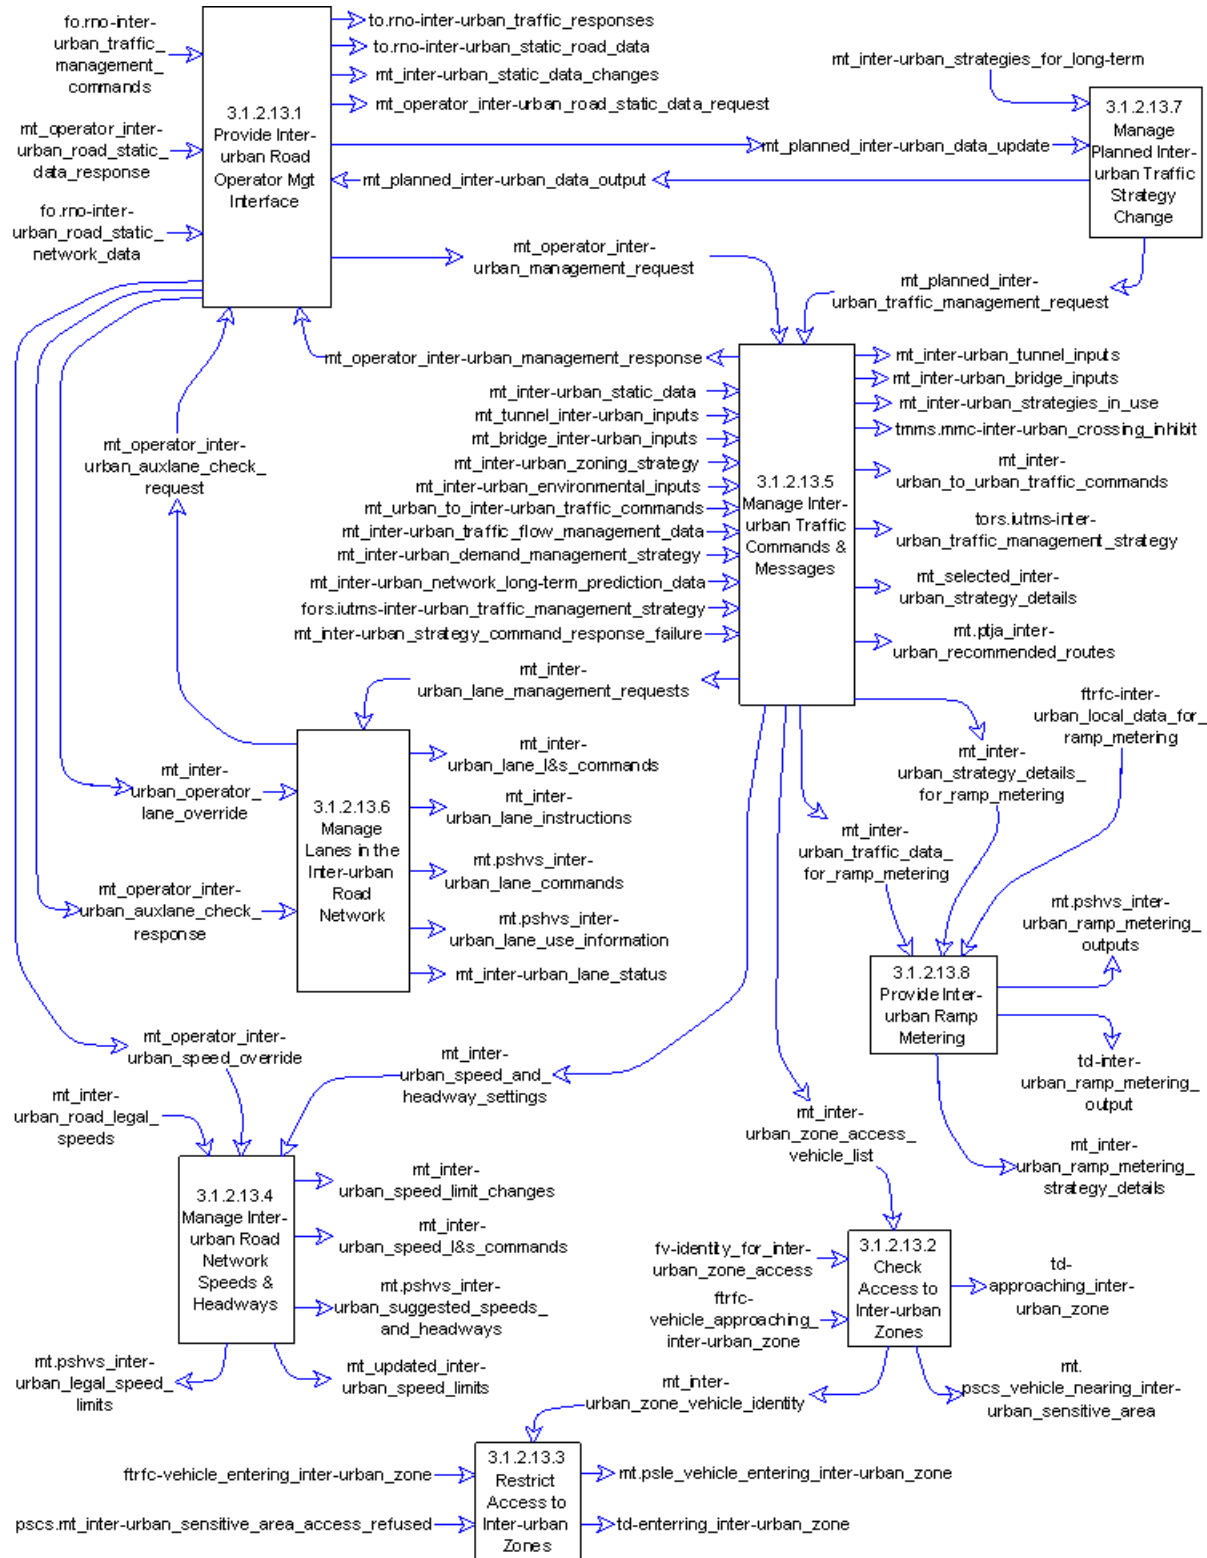 fo.rno-inter-
urban_traffic_
management_
commands
mt_operator_inter-
urban_road_static_
data_response
fo.rno-inter-
urban_road_static_
network_data
3.1.2.13.1
Provide Inter-
urban Road
Operator Mgt
Interface
to.rno-inter-urban_traffic_responses
to.rno-inter-urban_static_road_data
mt_inter-urban_static_data_changes
mt_operator_inter-urban_road_static_data_request
mt_planned_inter-urban_data_update
mt_planned_inter-urban_data_output
mt_inter-urban_strategies_for_long-term
3.1.2.13.7
Manage
Planned Inter-
urban Traffic
Strategy
Change
mt_operator_inter-
urban_management_request
mt_planned_inter-
urban_traffic_management_request
mt_operator_inter-urban_management_response
mt_inter-urban_static_data
mt_tunnel_inter-urban_inputs
mt_bridge_inter-urban_inputs
mt_inter-urban_zoning_strategy
mt_inter-urban_environmental_inputs
mt_urban_to_inter-urban_traffic_commands
mt_inter-urban_traffic_flow_management_data
mt_inter-urban_demand_management_strategy
mt_inter-urban_network_long-term_prediction_data
fors.iutms-inter-urban_traffic_management_strategy
mt_inter-urban_strategy_command_response_failure
3.1.2.13.5
Manage Inter-
urban Traffic
Commands &
Messages
mt_inter-urban_tunnel_inputs
mt_inter-urban_bridge_inputs
mt_inter-urban_strategies_in_use
tmms.mmc-inter-urban_crossing_inhibit
mt_inter-
urban_to_urban_traffic_commands
tors.iutms-inter-
urban_traffic_management_strategy
mt_selected_inter-
urban_strategy_details
mt.ptja_inter-
urban_recommended_routes
mt_operator_inter-
urban_auxlane_check_
request
mt_inter-
urban_lane_management_requests
mt_inter-
urban_operator_
lane_override
mt_operator_inter-
urban_auxlane_check_
response
3.1.2.13.6
Manage
Lanes in the
Inter-urban
Road
Network
mt_inter-
urban_lane_l&s_commands
mt_inter-
urban_lane_instructions
mt.pshvs_inter-
urban_lane_commands
mt.pshvs_inter-
urban_lane_use_information
mt_inter-urban_lane_status
ftrfc-inter-
urban_local_data_for_
ramp_metering
mt_inter-
urban_strategy_details_
for_ramp_metering
mt_inter-
urban_traffic_data_
for_ramp_metering
3.1.2.13.8
Provide Inter-
urban Ramp
Metering
mt.pshvs_inter-
urban_ramp_metering_
outputs
td-inter-
urban_ramp_metering_
output
mt_inter-
urban_ramp_metering_
strategy_details
mt_operator_inter-
urban_speed_override
mt_inter-
urban_road_legal_
speeds
mt_inter-
urban_speed_and_
headway_settings
3.1.2.13.4
Manage Inter-
urban Road
Network
Speeds &
Headways
mt_inter-
urban_speed_limit_changes
mt_inter-
urban_speed_l&s_commands
mt.pshvs_inter-
urban_suggested_speeds_
and_headways
mt.pshvs_inter-
urban_legal_speed_
limits
mt_updated_inter-
urban_speed_limits
mt_inter-
urban_zone_access_
vehicle_list
fv-identity_for_inter-
urban_zone_access
ftrfc-
vehicle_approaching_
inter-urban_zone
3.1.2.13.2
Check
Access to
Inter-urban
Zones
td-
approaching_inter-
urban_zone
mt.
pscs_vehicle_nearing_inter-
urban_sensitive_area
mt_inter-
urban_zone_vehicle_identity
ftrfc-vehicle_entering_inter-urban_zone
pscs.mt_inter-urban_sensitive_area_access_refused
3.1.2.13.3
Restrict
Access to
Inter-urban
Zones
mt.psle_vehicle_entering_inter-urban_zone
td-enterring_inter-urban_zone